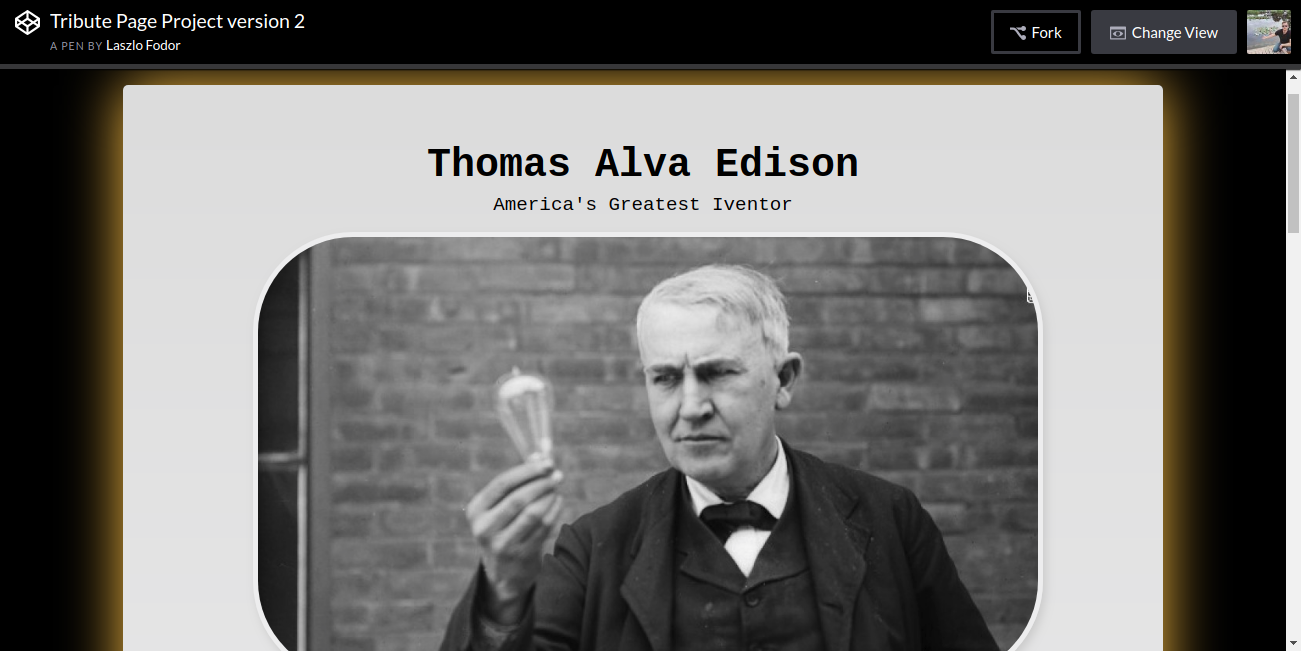 Tribute Page Project version 2
A PEN BY Laszlo Fodor
Fork
Change View
Thomas Alva Edison
America's Greatest Iventor